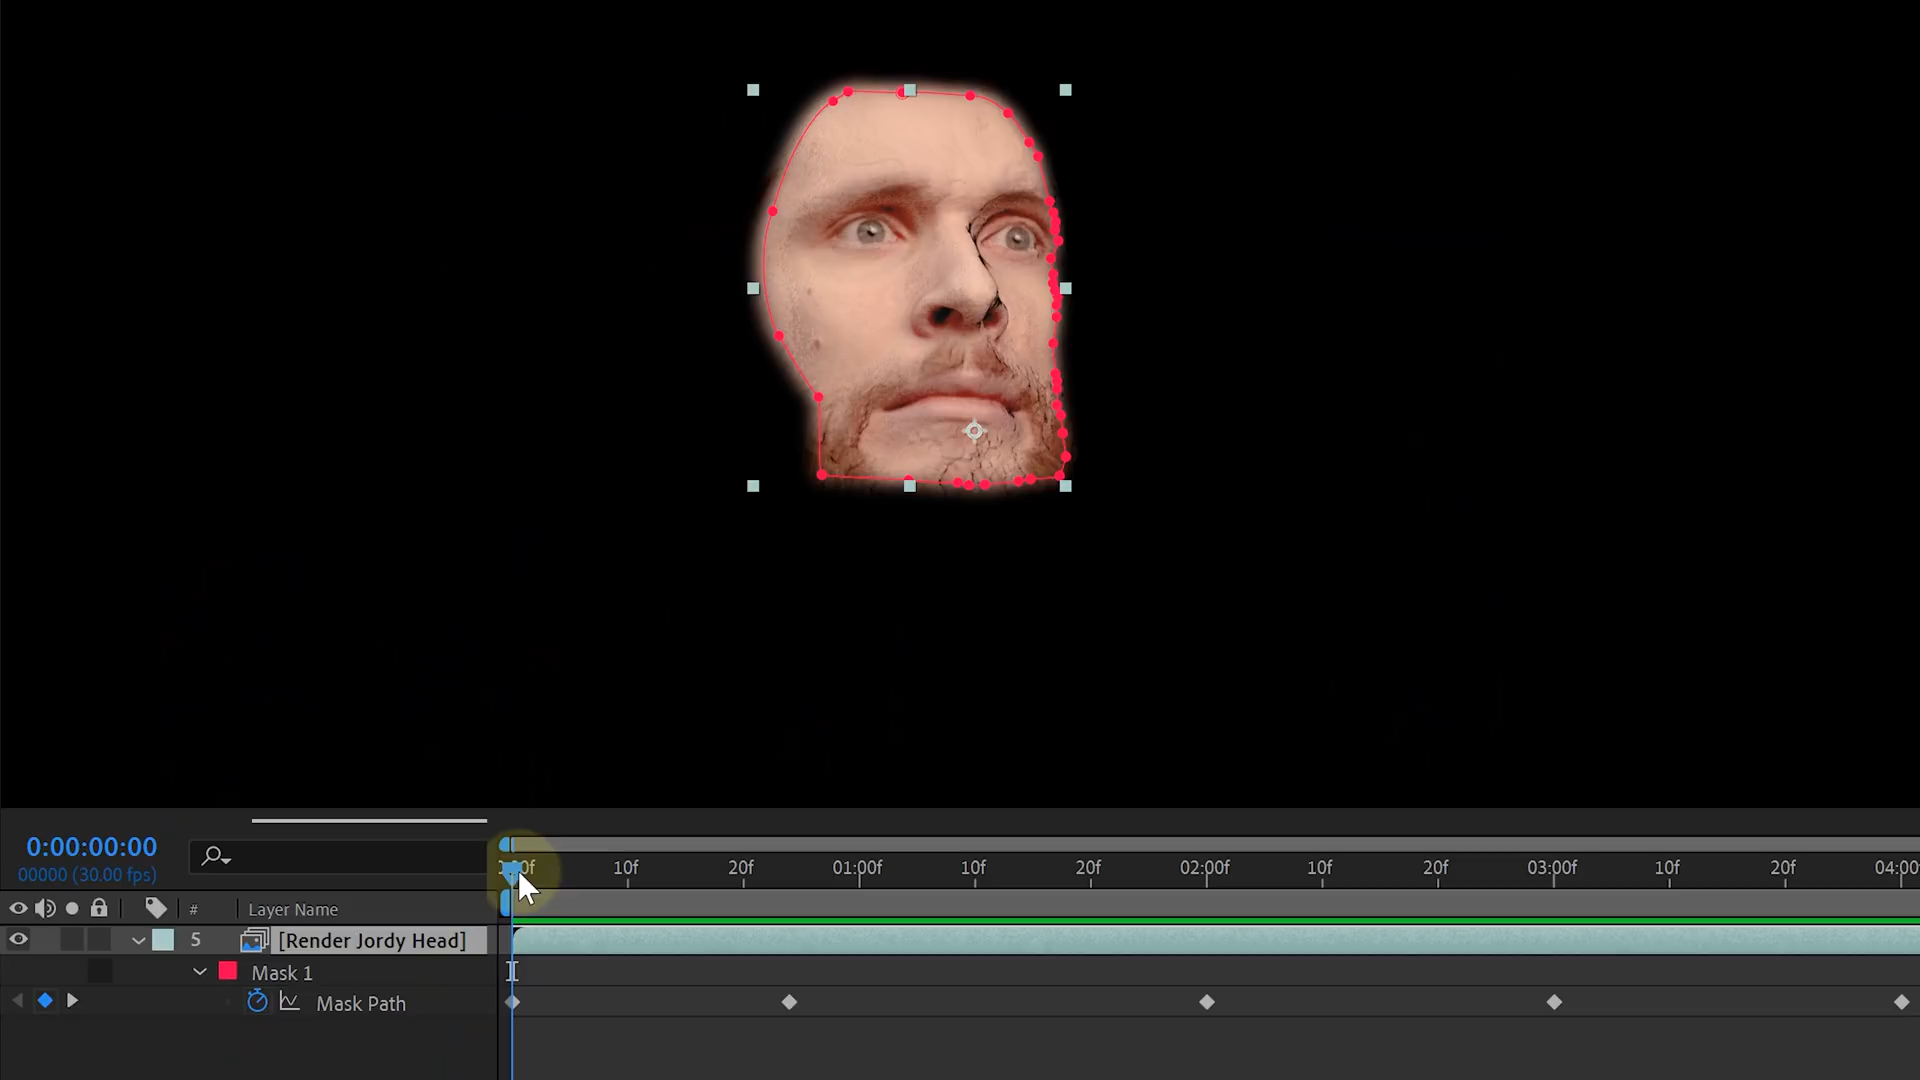 0:00:00:00
00000 (30.00 fps)
0f 10f 20f 01:00f 10f 20f 02:00f 10f 20f 03:00f 10f 20f 04:00
# Layer Name
5 [Render Jordy Head]
Mask 1
Mask Path